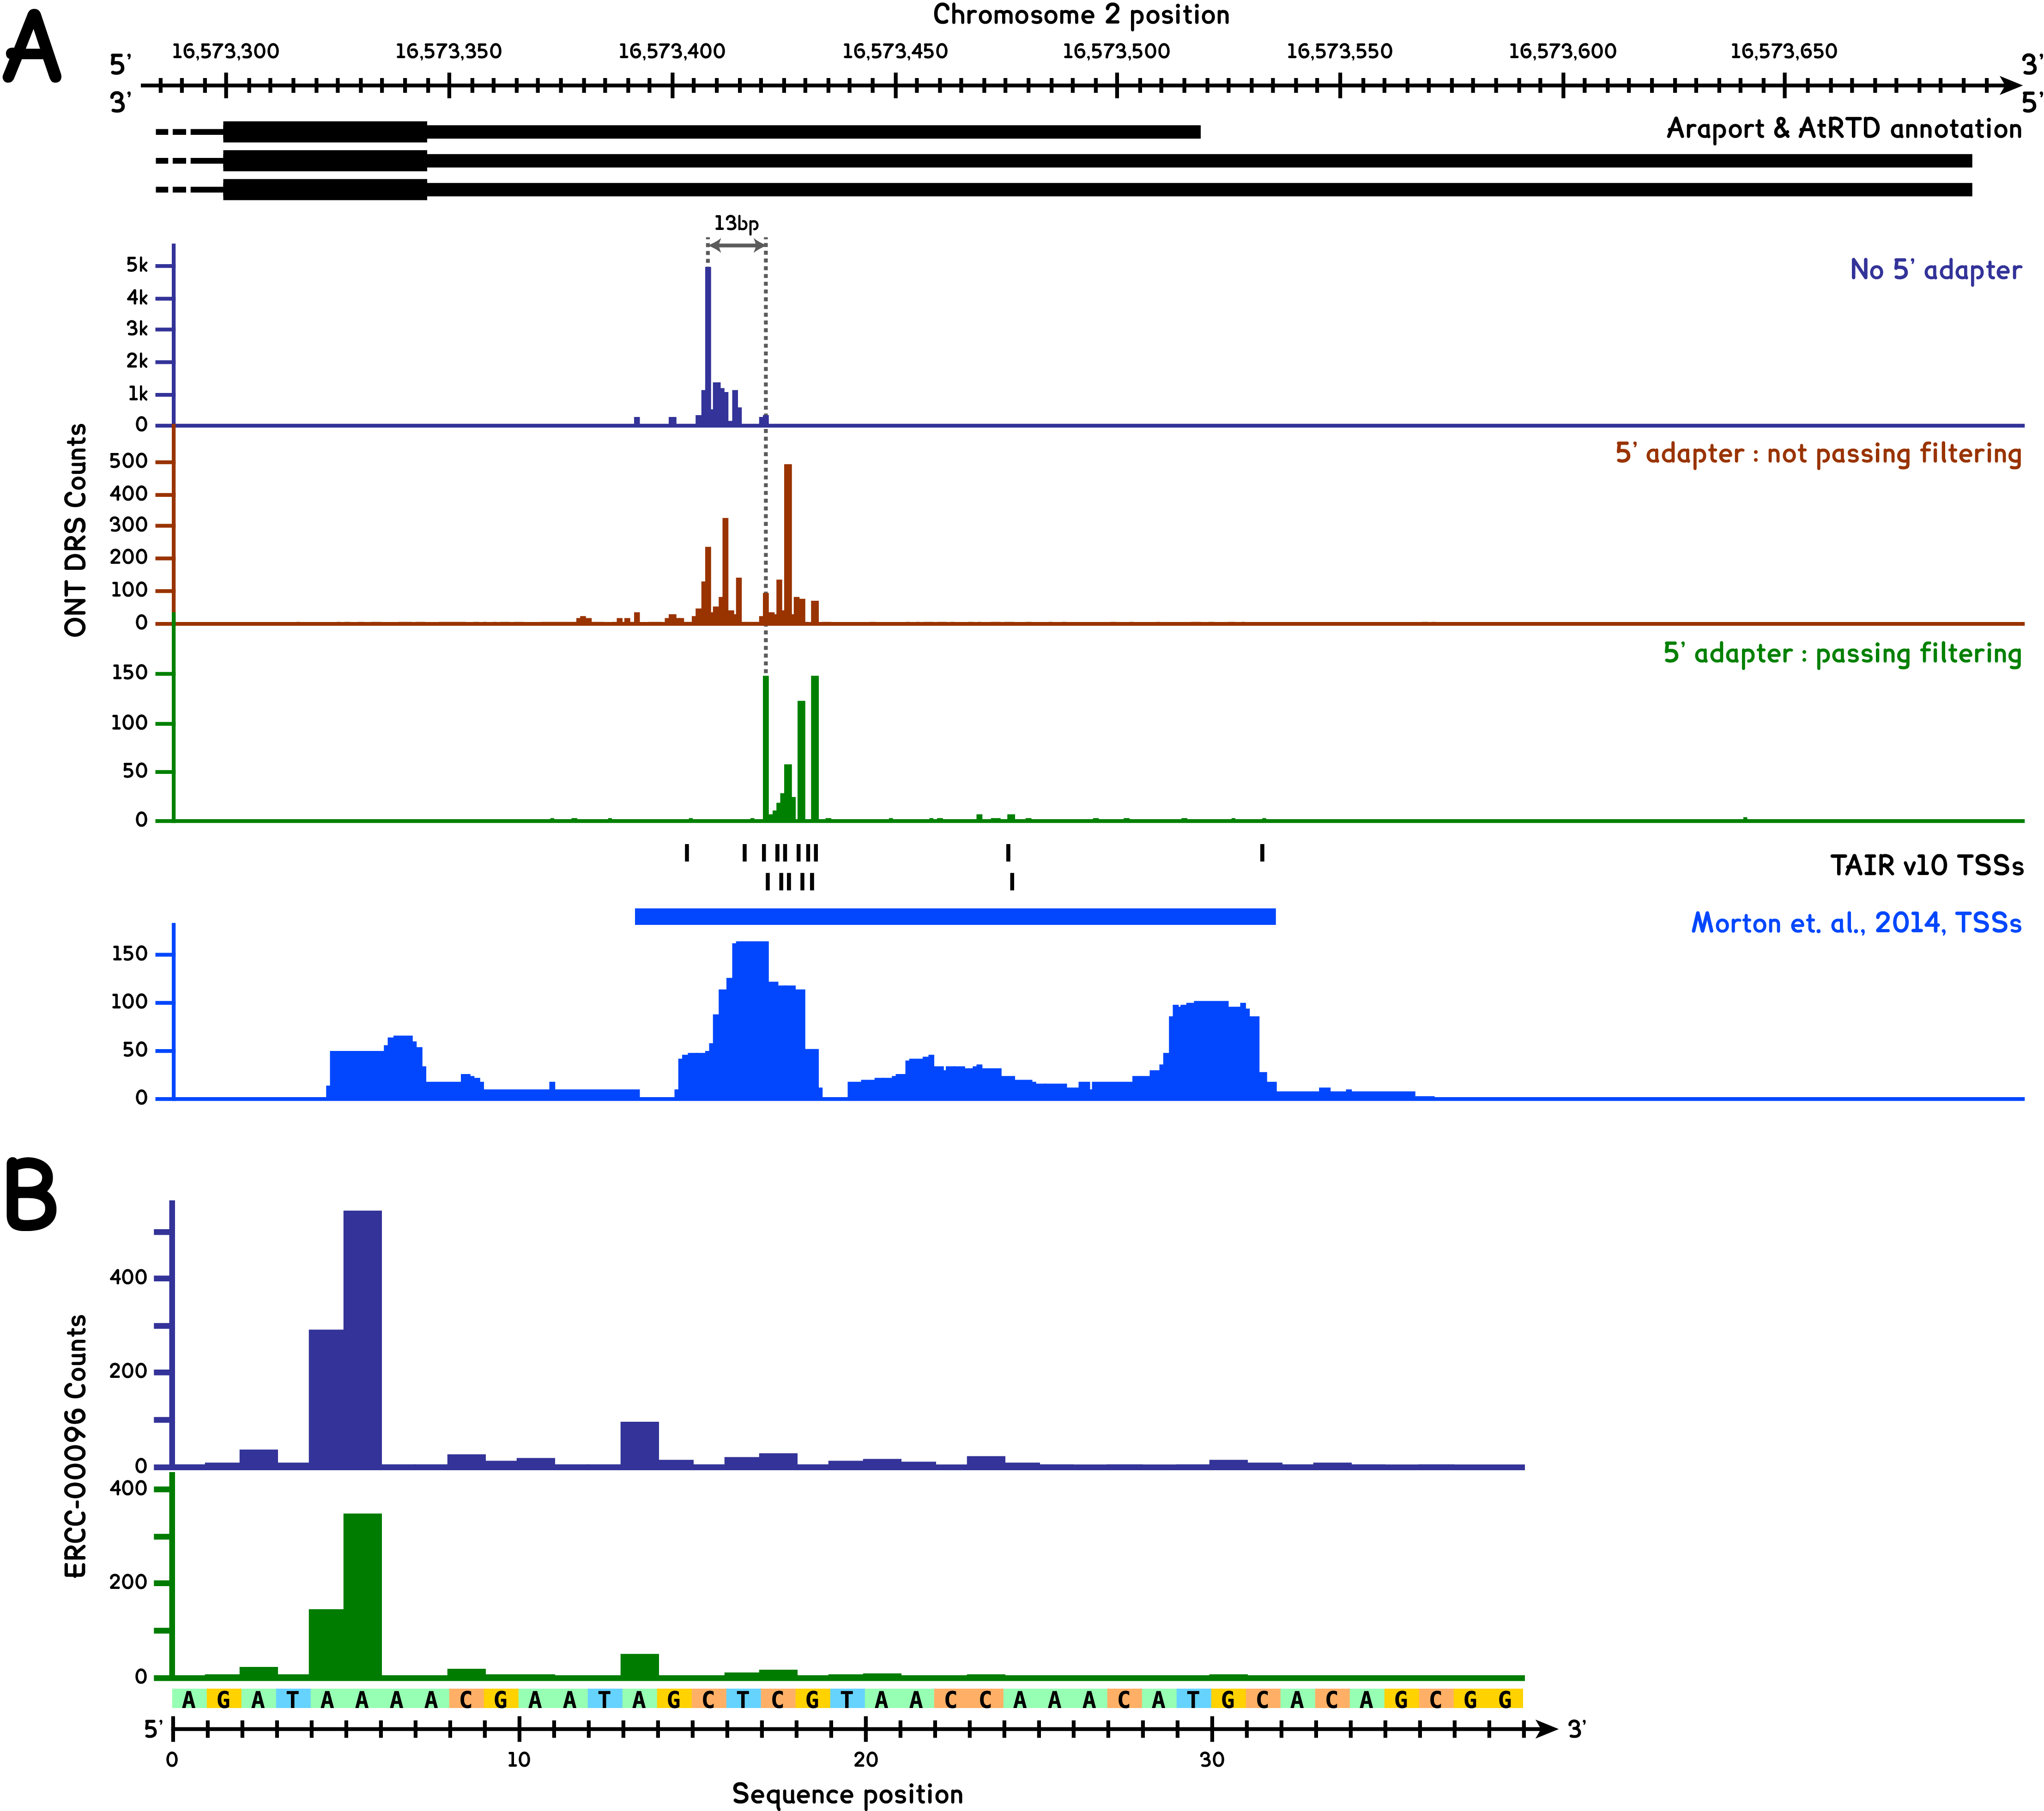 A
Chromosome 2 position
16,573,300 16,573,350 16,573,400 16,573,450 16,573,500 16,573,550 16,573,600 16,573,650
5’ 3’
3’ 5’
Araport & AtRTD annotation
13bp
No 5’ adapter
5k
4k
3k
2k
1k
0
5’ adapter : not passing filtering
500
400
300
200
100
0
ONT DRS Counts
5’ adapter : passing filtering
150
100
50
0
TAIR v10 TSSs
Morton et. al., 2014, TSSs
150
100
50
0
B
400
200
0
ERCC-000096 Counts
400
200
0
A G A T A A A A C G A A T A G C T C G T A A C C A A A C A T G C A C A G C G G
5’ 3’
0 10 20 30
Sequence position